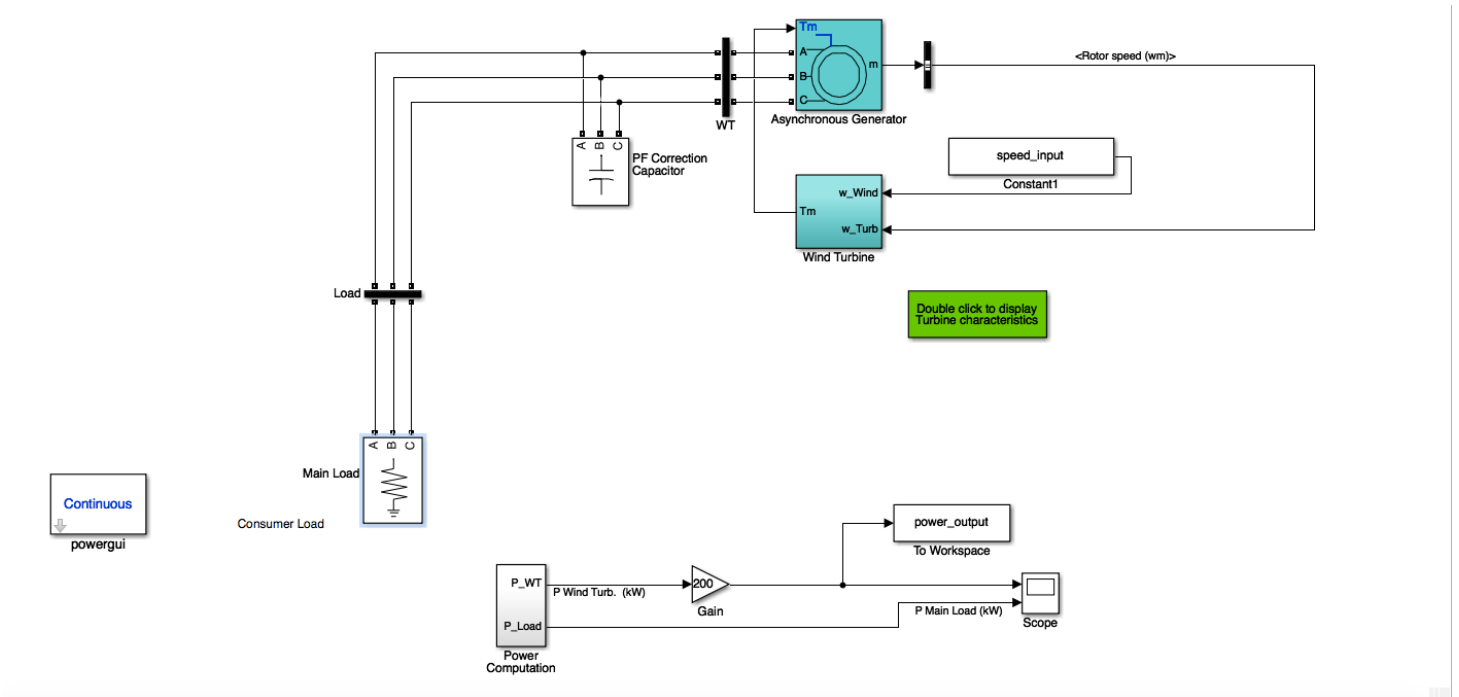 Tm
A
B
C
m
<Rotor speed (wm)>
WT
Asynchronous Generator
A
B
C
PF Correction
Capacitor
speed_input
Constant1
w_Wind
Tm
w_Turb
Wind Turbine
Load
Double click to display
Turbine characteristics
A
B
C
Main Load
Continuous
powergui
Consumer Load
power_output
To Workspace
P_WT
P Wind Turb. (kW)
200
Gain
P_Load
P Main Load (kW)
Scope
Power
Computation